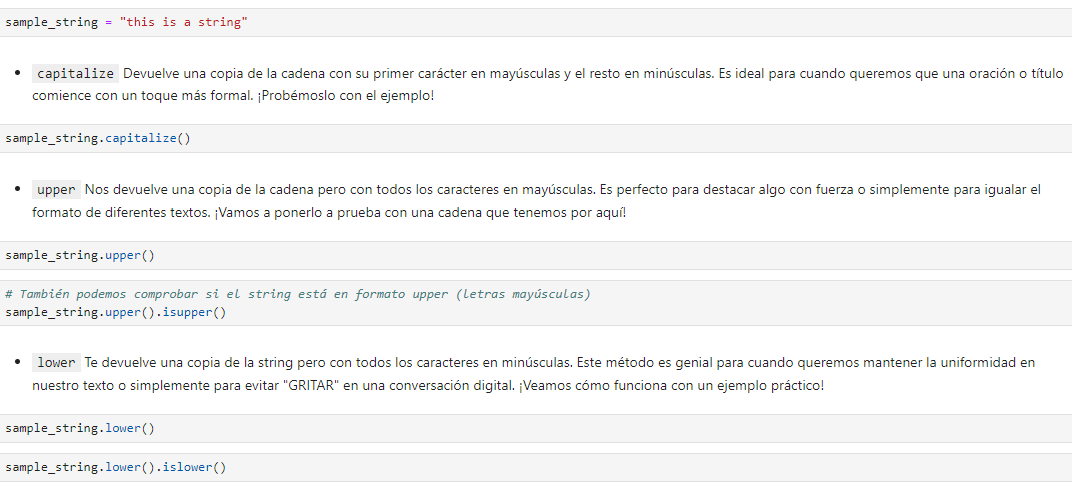 sample_string = "this is a string"
• capitalize Devuelve una copia de la cadena con su primer carácter en mayúsculas y el resto en minúsculas. Es ideal para cuando queremos que una oración o título
comience con un toque más formal. ¡Probémoslo con el ejemplo!
sample_string.capitalize()
• upper Nos devuelve una copia de la cadena pero con todos los caracteres en mayúsculas. Es perfecto para destacar algo con fuerza o simplemente para igualar el
formato de diferentes textos. ¡Vamos a ponerlo a prueba con una cadena que tenemos por aquí!
sample_string.upper()
# También podemos comprobar si el string está en formato upper (letras mayúsculas)
sample_string.upper().isupper()
• lower Te devuelve una copia de la string pero con todos los caracteres en minúsculas. Este método es genial para cuando queremos mantener la uniformidad en
nuestro texto o simplemente para evitar "GRITAR" en una conversación digital. ¡Veamos cómo funciona con un ejemplo práctico!
sample_string.lower()
sample_string.lower().islower()